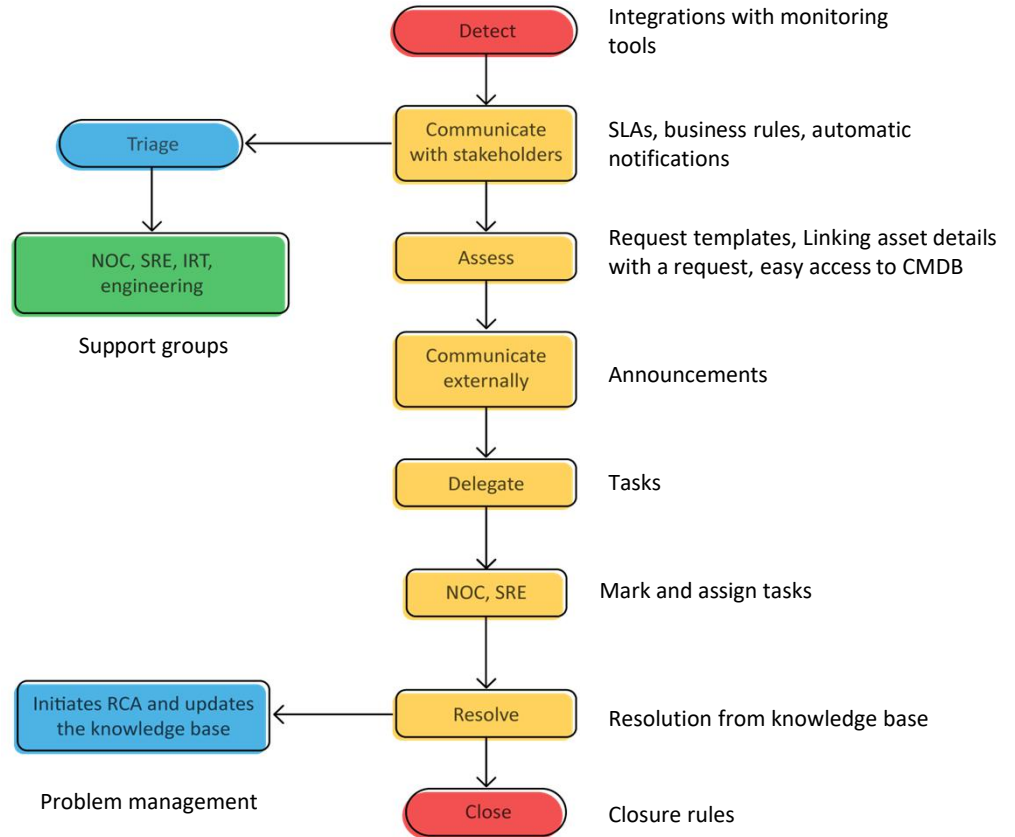 Detect
Integrations with monitoring
tools
Communicate
with stakeholders
SLAs, business rules, automatic
notifications
Triage
NOC, SRE, IRT,
engineering
Support groups
Assess
Request templates, Linking asset details
with a request, easy access to CMDB
Communicate
externally
Announcements
Delegate
Tasks
NOC, SRE
Mark and assign tasks
Resolve
Resolution from knowledge base
Initiates RCA and updates
the knowledge base
Problem management
Close
Closure rules